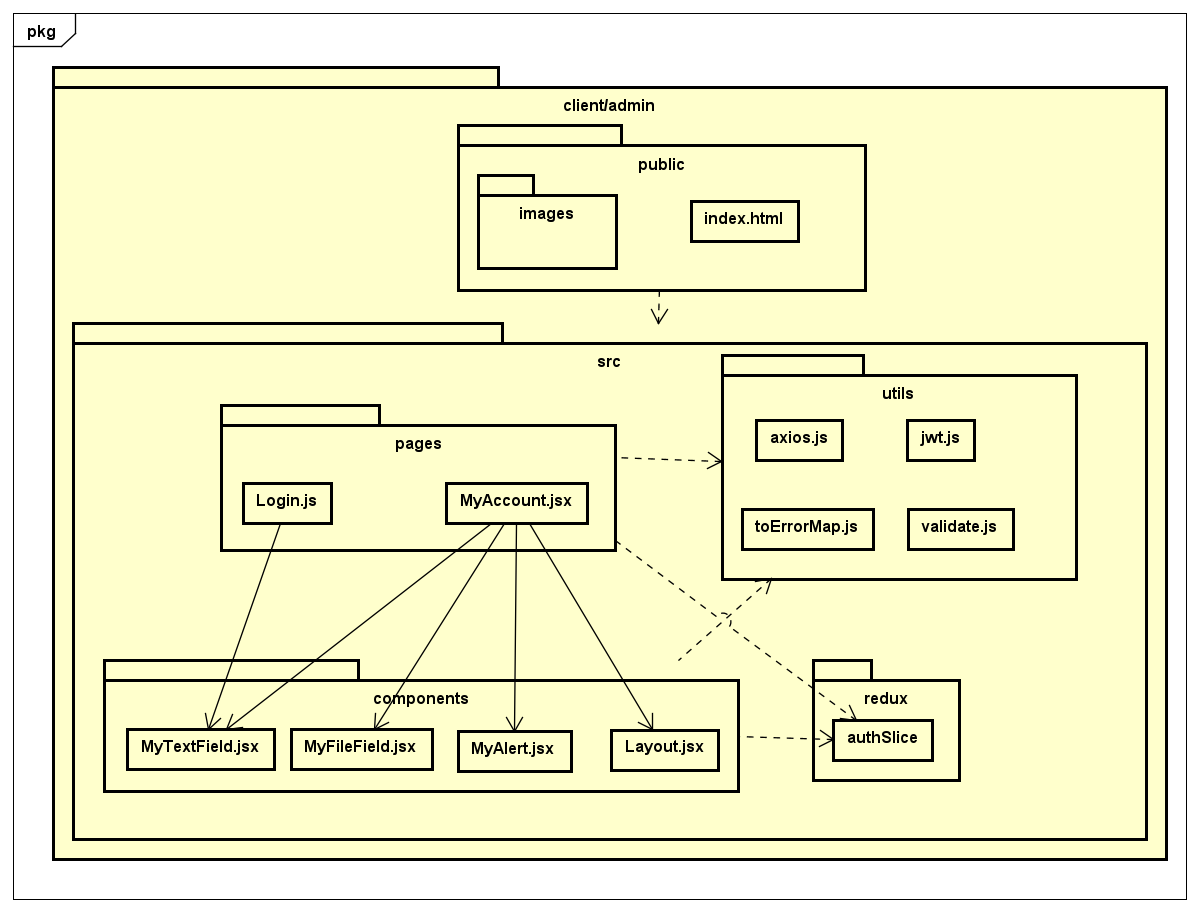 pkg
client/admin
public
images
index.html
src
utils
axios.js
jwt.js
toErrorMap.js
validate.js
pages
Login.js
MyAccount.jsx
components
MyTextField.jsx
MyFileField.jsx
MyAlert.jsx
Layout.jsx
redux
authSlice